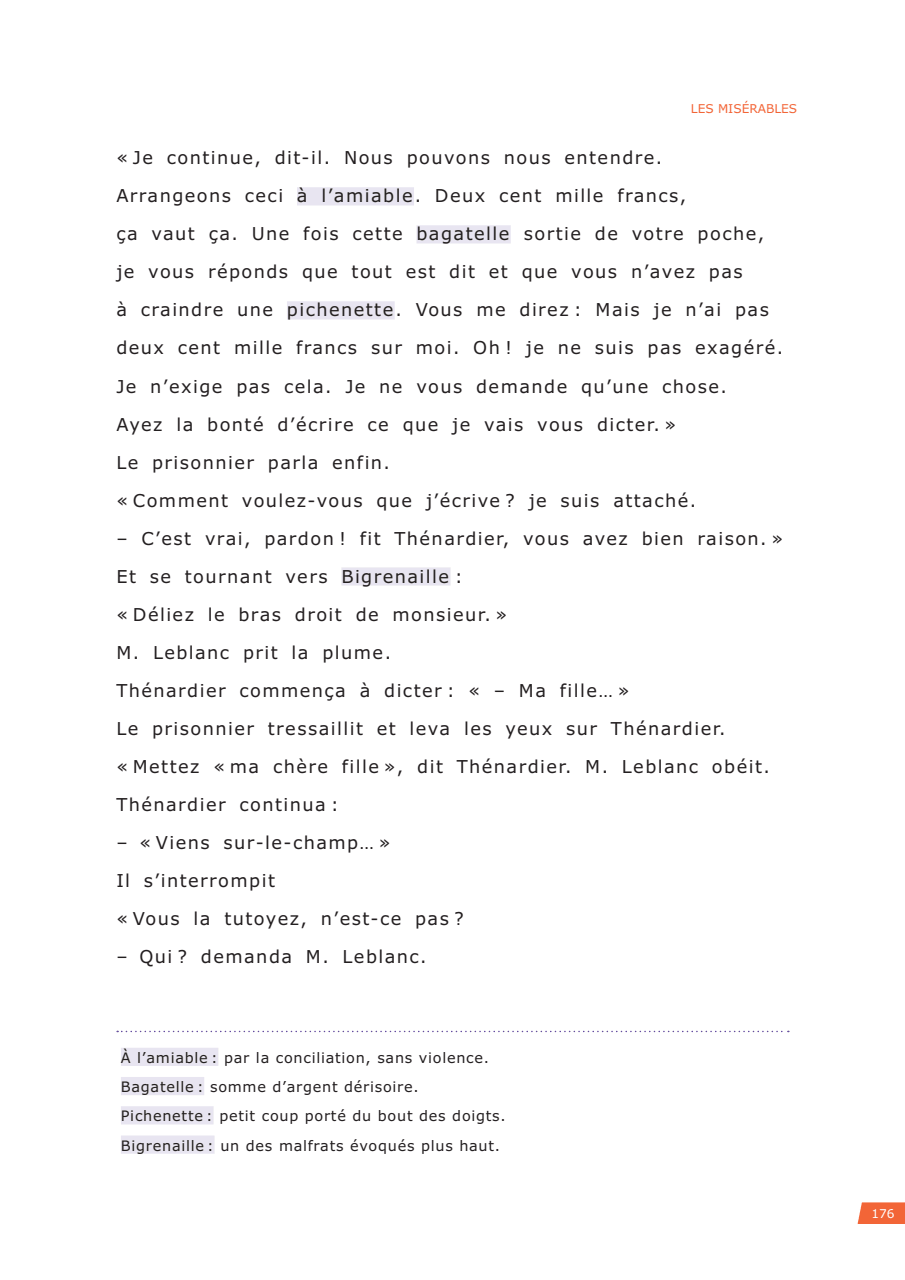 LES MISÉRABLES
« Je continue, dit-il. Nous pouvons nous entendre.
Arrangeons ceci à l’amiable. Deux cent mille francs,
ça vaut ça. Une fois cette bagatelle sortie de votre poche,
je vous réponds que tout est dit et que vous n’avez pas
à craindre une pichenette. Vous me direz : Mais je n’ai pas
deux cent mille francs sur moi. Oh ! je ne suis pas exagéré.
Je n’exige pas cela. Je ne vous demande qu’une chose.
Ayez la bonté d’écrire ce que je vais vous dicter. »
Le prisonnier parla enfin.
« Comment voulez-vous que j’écrive ? je suis attaché.
– C’est vrai, pardon ! fit Thénardier, vous avez bien raison. »
Et se tournant vers Bigrenaille :
« Déliez le bras droit de monsieur. »
M. Leblanc prit la plume.
Thénardier commença à dicter : « – Ma fille… »
Le prisonnier tressaillit et leva les yeux sur Thénardier.
« Mettez « ma chère fille », dit Thénardier. M. Leblanc obéit.
Thénardier continua :
– « Viens sur-le-champ… »
Il s’interrompit
« Vous la tutoyez, n’est-ce pas ?
– Qui ? demanda M. Leblanc.
À l’amiable : par la conciliation, sans violence.
Bagatelle : somme d’argent dérisoire.
Pichenette : petit coup porté du bout des doigts.
Bigrenaille : un des malfrats évoqués plus haut.
176